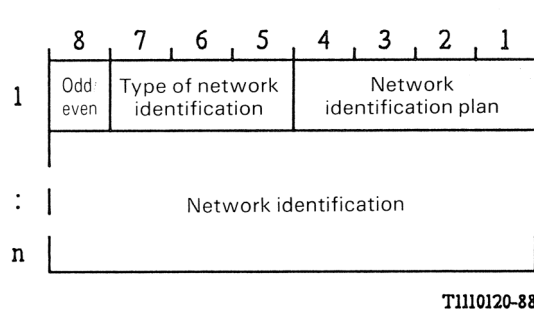 8 7 6 5 4 3 2 1
1
Odd/
even
Type of network
identification
Network
identification plan
:
Network identification
n
T1110120-88